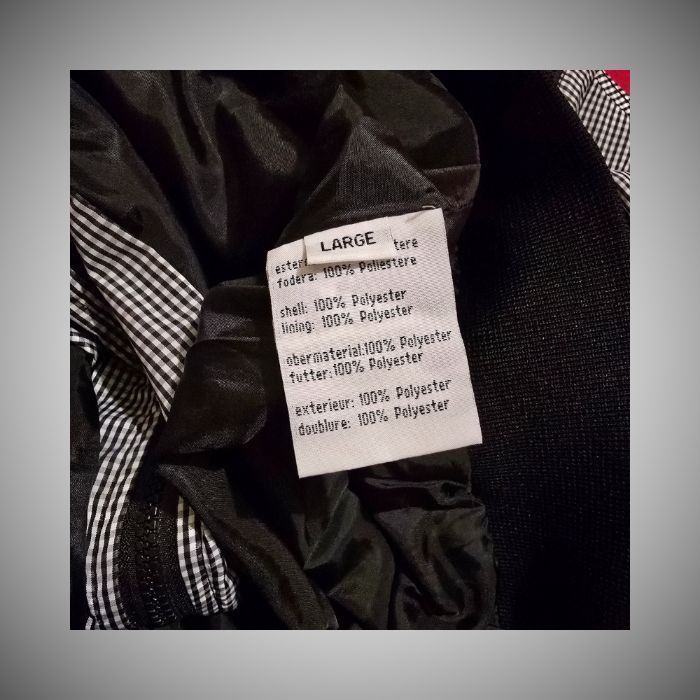 LARGE
tere
fodera: 100% Poliestere
shell: 100% Polyester
lining: 100% Polyester
obermaterial:100% Polyester
futter:100% Polyester
exterieur: 100% Polyester
doublure: 100% Polyester